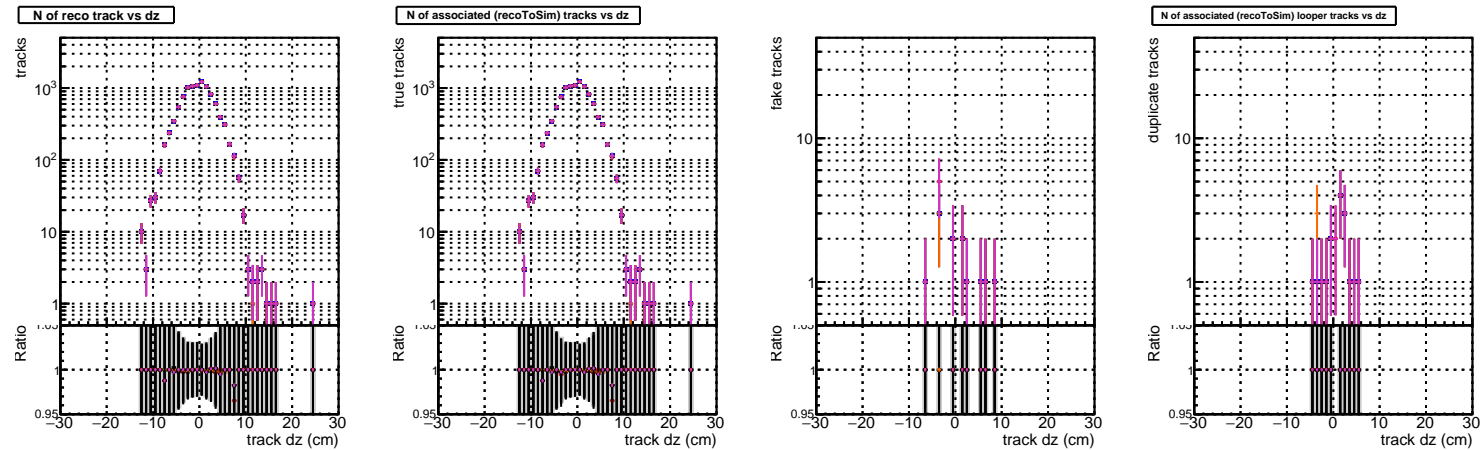 N of reco track vs dz
tracks
10³
10²
10
1
Ratio
1
0.95
−30 −20 −10 0 10 20 30
track dz (cm)
N of associated (recoToSim) tracks vs dz
true tracks
10³
10²
10
1
Ratio
1
0.95
−30 −20 −10 0 10 20 30
track dz (cm)
fake tracks
10
1
Ratio
1
0.95
−30 −20 −10 0 10 20 30
track dz (cm)
N of associated (recoToSim) looper tracks vs dz
duplicate tracks
10
1
Ratio
1
0.95
−30 −20 −10 0 10 20 30
track dz (cm)